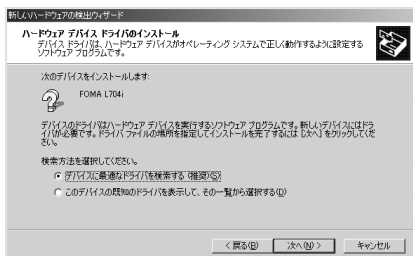 新しいハードウェアの検出ウィザード
ハードウェア デバイス ドライバのインストール
デバイス ドライバは、ハードウェア デバイスがオペレーティング システムで正しく動作するように設定する
ソフトウェア プログラムです。
次のデバイスをインストールします:
FOMA L704i
デバイスのドライバはハードウェア デバイスを実行するソフトウェア プログラムです。新しいデバイスにはドラ
イバが必要です。ドライバ ファイルの場所を指定してインストールを完了するには [次へ] をクリックしてくだ
さい。
検索方法を選択してください。
デバイスに最適なドライバを検索する (推奨)(S)
このデバイスの既知のドライバを表示して、その一覧から選択する(D)
< 戻る(B)
次へ(N) >
キャンセル